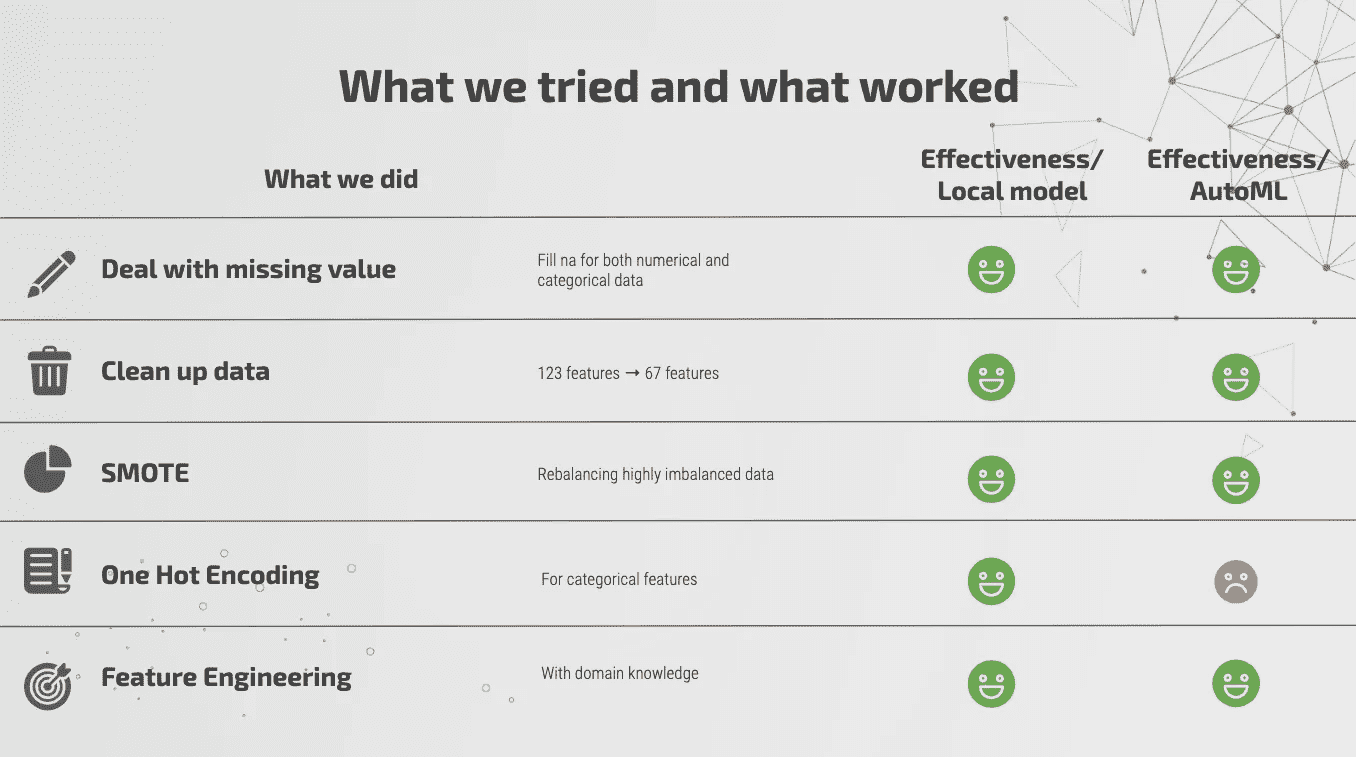 What we tried and what worked
What we did
Effectiveness/
Local model
Effectiveness/
AutoML
Deal with missing value
Fill na for both numerical and
categorical data
Clean up data
123 features → 67 features
SMOTE
Rebalancing highly imbalanced data
One Hot Encoding
For categorical features
Feature Engineering
With domain knowledge